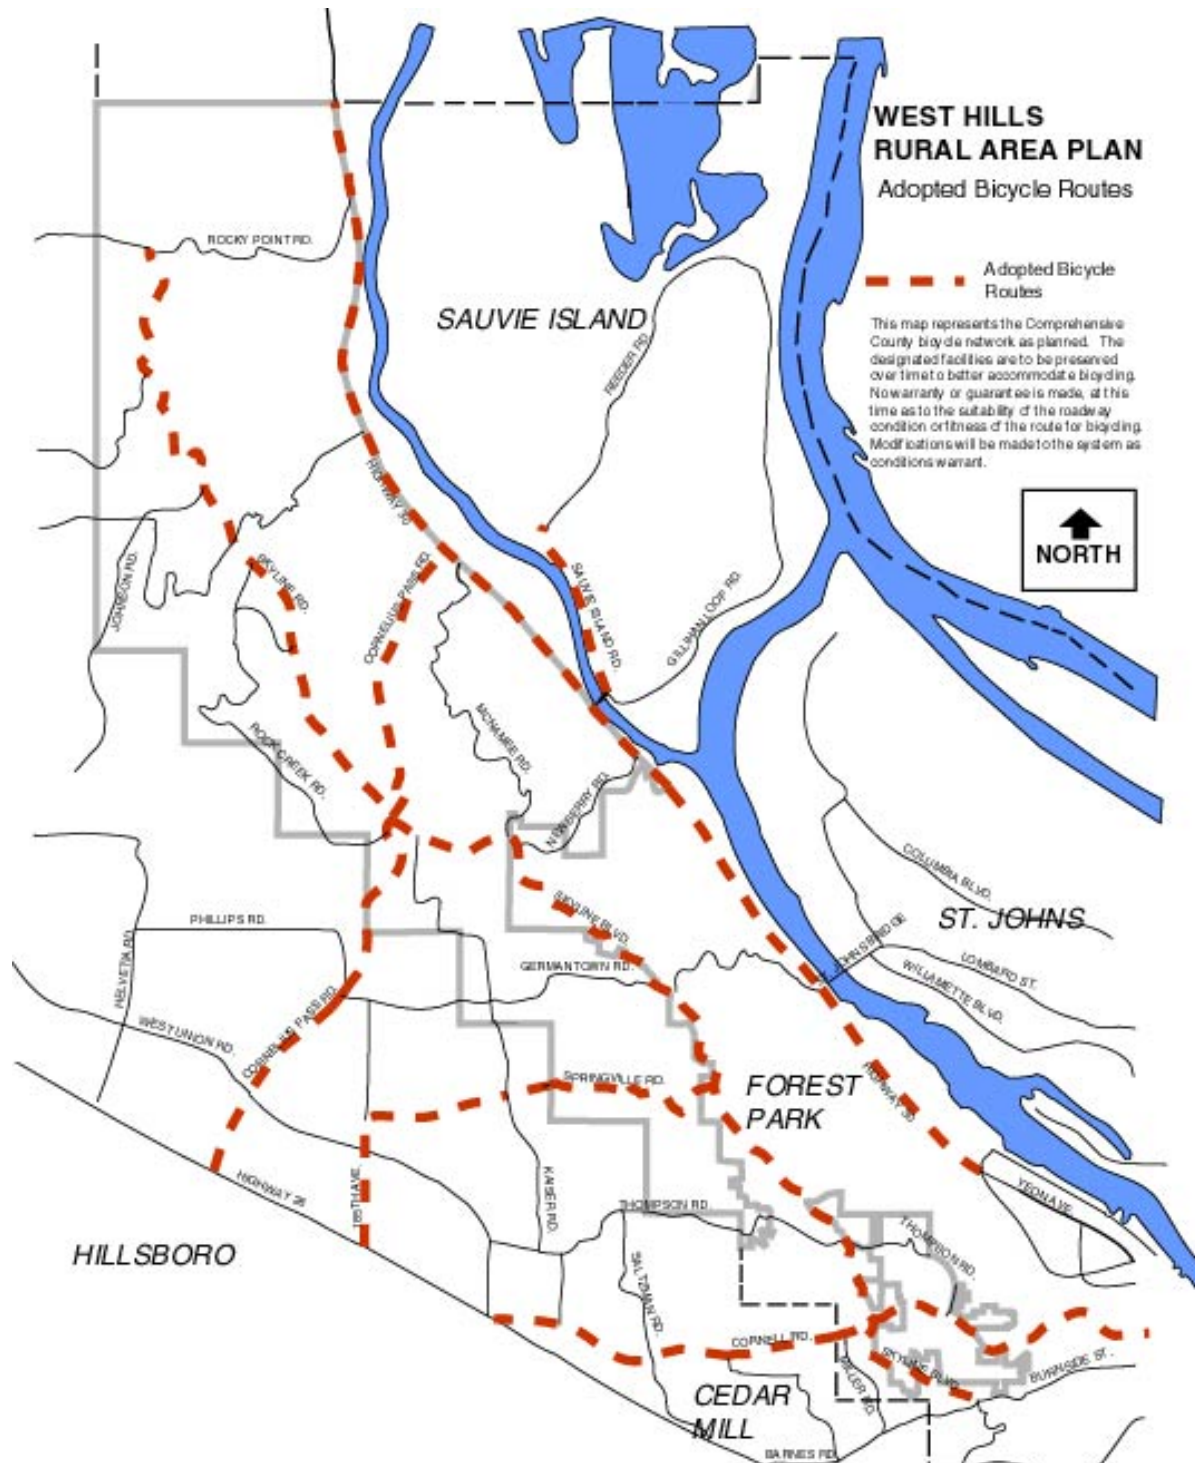 WEST HILLS
RURAL AREA PLAN
Adopted Bicycle Routes
Adopted Bicycle
Routes
This map represents the Comprehensive
County bicycle network as planned. The
designated facilities are to be preserved
over time to better accommodate bicycling.
No warranty or guarantee is made, at this
time as to the suitability of the roadway
condition or fitness of the route for bicycling.
Modifications will be made to the system as
conditions warrant.
NORTH
ROCKY POINT RD.
SAUVIE ISLAND
REEDER RD.
HIGHWAY 30
SKYLINE RD.
CORNELIUS PASS RD.
JOHNSON RD.
SAUVIE ISLAND RD.
GILLIHAN LOOP RD.
ROCK CREEK RD.
MCNAMEE RD.
NEWBERRY RD.
COLUMBIA BLVD.
ST. JOHNS
PHILLIPS RD.
SKYLINE BLVD.
ST. JOHNS BRIDGE
LOMBARD ST.
WILLAMETTE BLVD.
HELVETIA RD.
GERMANTOWN RD.
WEST UNION RD.
CORNELIUS PASS RD.
SPRINGVILLE RD.
FOREST
PARK
HIGHWAY 30
HIGHWAY 26
185TH AVE.
KAISER RD.
THOMPSON RD.
YEON AVE.
THOMPSON RD.
HILLSBORO
SALTZMAN RD.
CORNELL RD.
MILLER RD.
SKYLINE BLVD.
BURNSIDE ST.
CEDAR
MILL
BARNES RD.